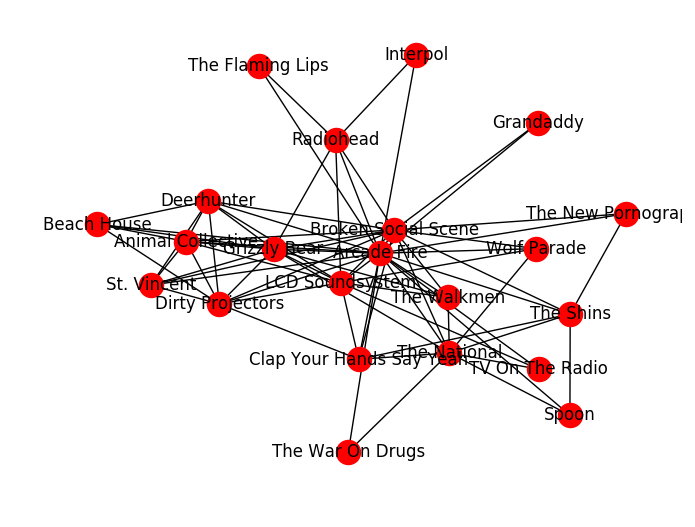 Interpol
The Flaming Lips
Grandaddy
Radiohead
Deerhunter
The New Pornograp
Beach House
Broken Social Scene
Animal Collective
Grizzly Bear
Arcade Fire
Wolf Parade
St. Vincent
LCD Soundsystem
The Walkmen
Dirty Projectors
The Shins
Clap Your Hands Say Yeah
The National
TV On The Radio
Spoon
The War On Drugs